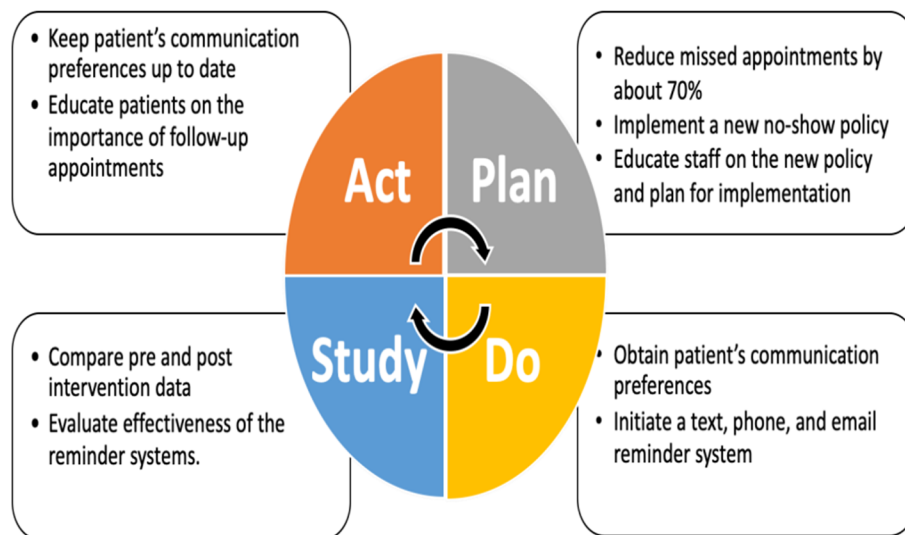 • Keep patient's communication
preferences up to date
• Educate patients on the
importance of follow-up
appointments
• Reduce missed appointments by
about 70%
• Implement a new no-show policy
• Educate staff on the new policy
and plan for implementation
Act
Plan
Study
Do
• Compare pre and post
intervention data
• Evaluate effectiveness of the
reminder systems.
• Obtain patient's communication
preferences
• Initiate a text, phone, and email
reminder system